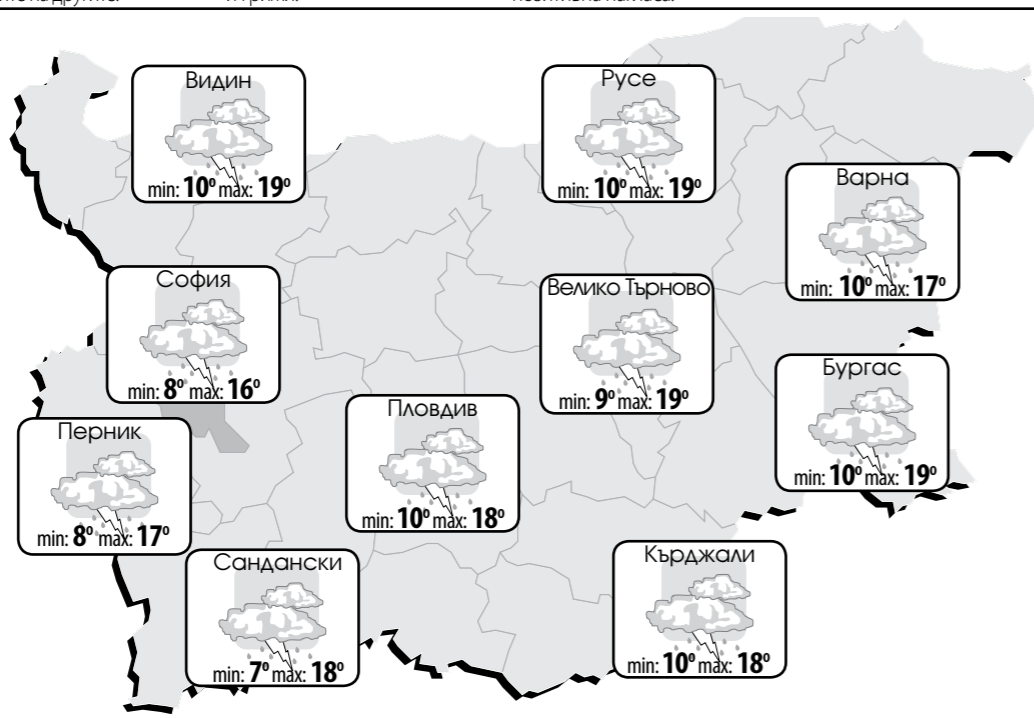 Видин
min: 10° max: 19°
Русе
min: 10° max: 19°
Варна
min: 10° max: 17°
София
min: 8° max: 16°
Велико Търново
min: 9° max: 19°
Бургас
min: 10° max: 19°
Пловдив
min: 10° max: 18°
Перник
min: 8° max: 17°
Сандански
min: 7° max: 18°
Кърджали
min: 10° max: 18°